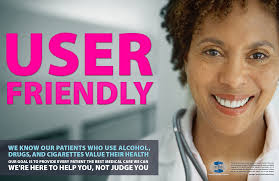 USER
FRIENDLY
WE KNOW OUR PATIENTS WHO USE ALCOHOL,
DRUGS, AND CIGARETTES VALUE THEIR HEALTH
OUR GOAL IS TO PROVIDE EVERY PATIENT THE BEST MEDICAL CARE WE CAN
WE'RE HERE TO HELP YOU, NOT JUDGE YOU